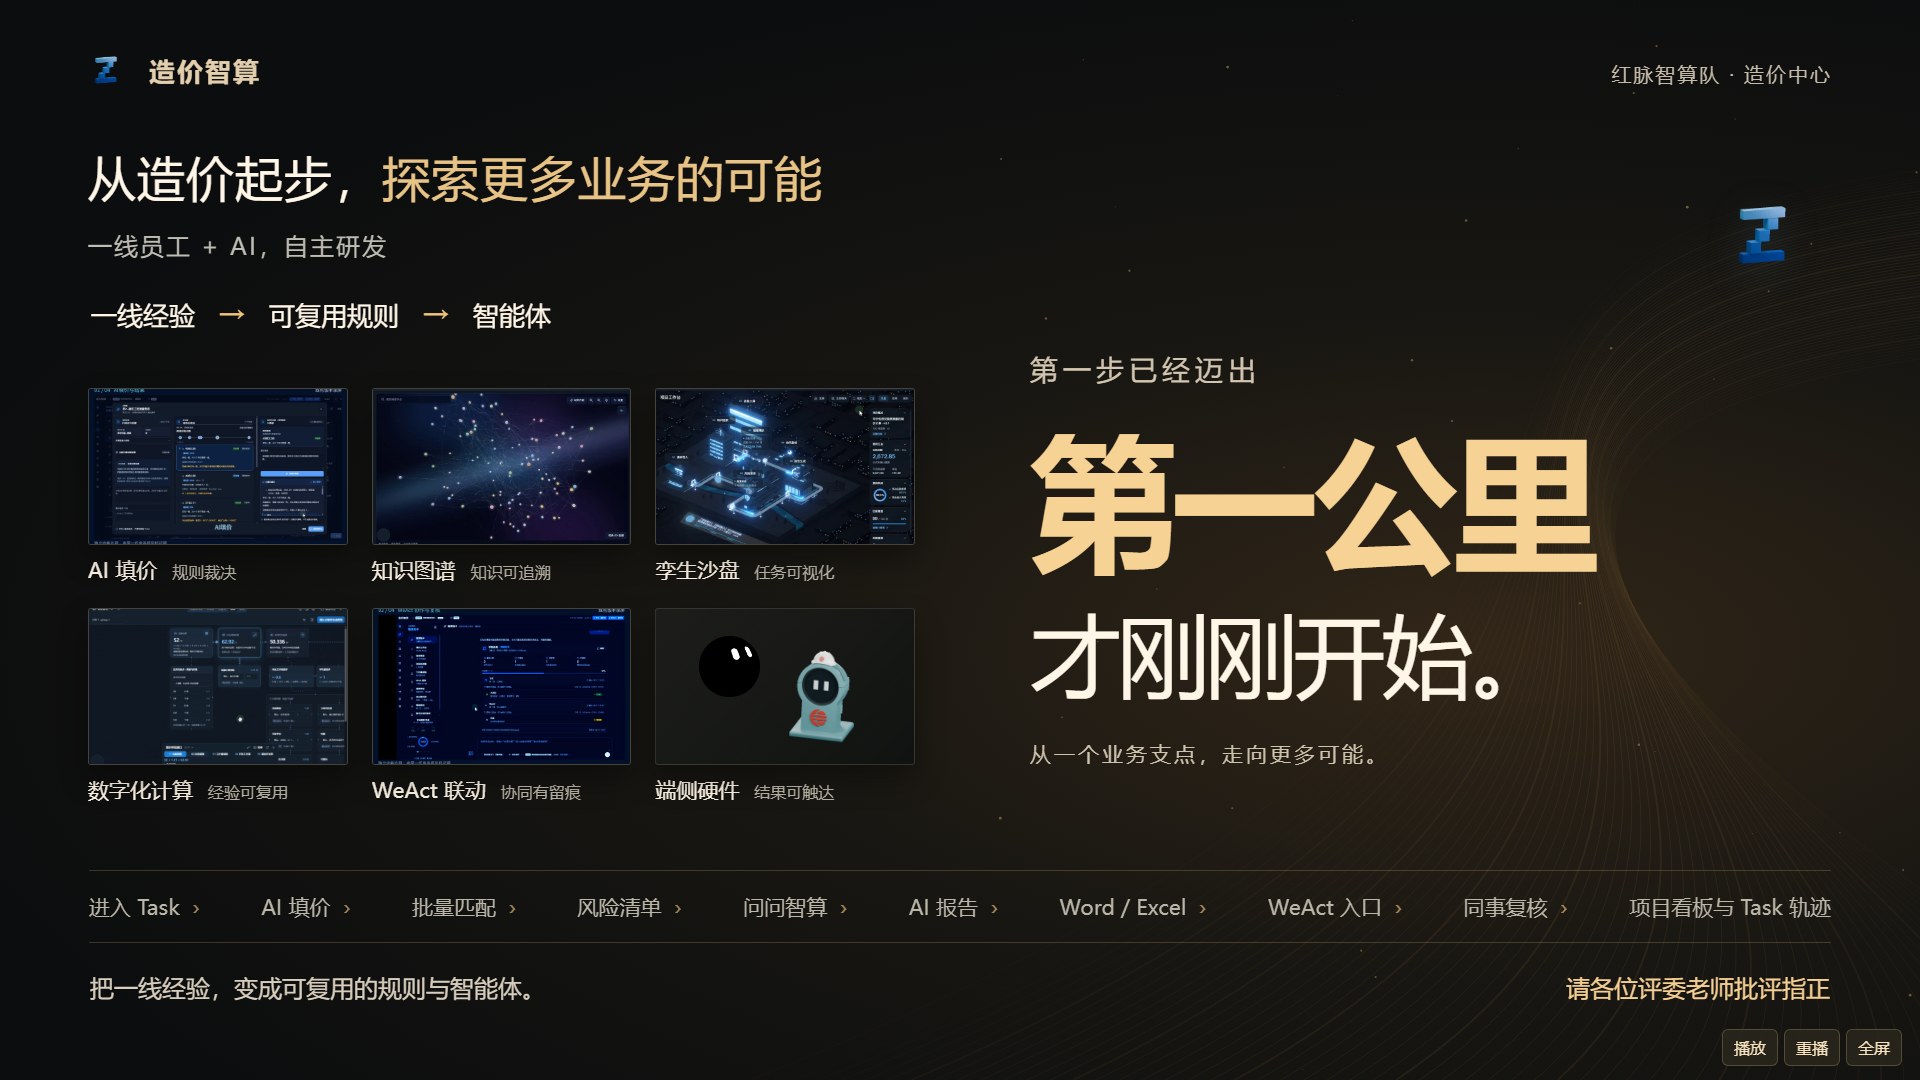 造价智算
红脉智算队 · 造价中心
从造价起步，探索更多业务的可能
一线员工 + AI，自主研发
一线经验 → 可复用规则 → 智能体
AI 填价 规则裁决
知识图谱 知识可追溯
孪生沙盘 任务可视化
数字化计算 经验可复用
WeAct 联动 协同有留痕
端侧硬件 结果可触达
第一步已经迈出
第一公里
才刚刚开始。
从一个业务支点，走向更多可能。
进入 Task › AI 填价 › 批量匹配 › 风险清单 › 问问智算 › AI 报告 › Word / Excel › WeAct 入口 › 同事复核 › 项目看板与 Task 轨迹
把一线经验，变成可复用的规则与智能体。
请各位评委老师批评指正
播放 重播 全屏